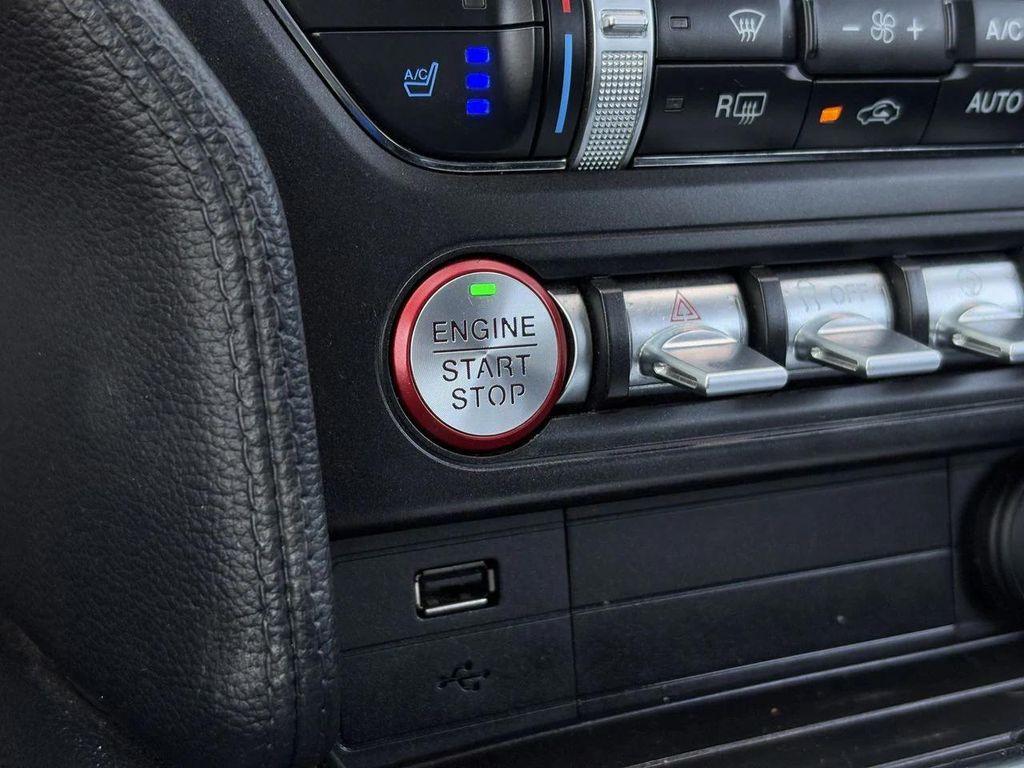 A/C
- +
A/C
R
AUTO
ENGINE
START
STOP
OFF